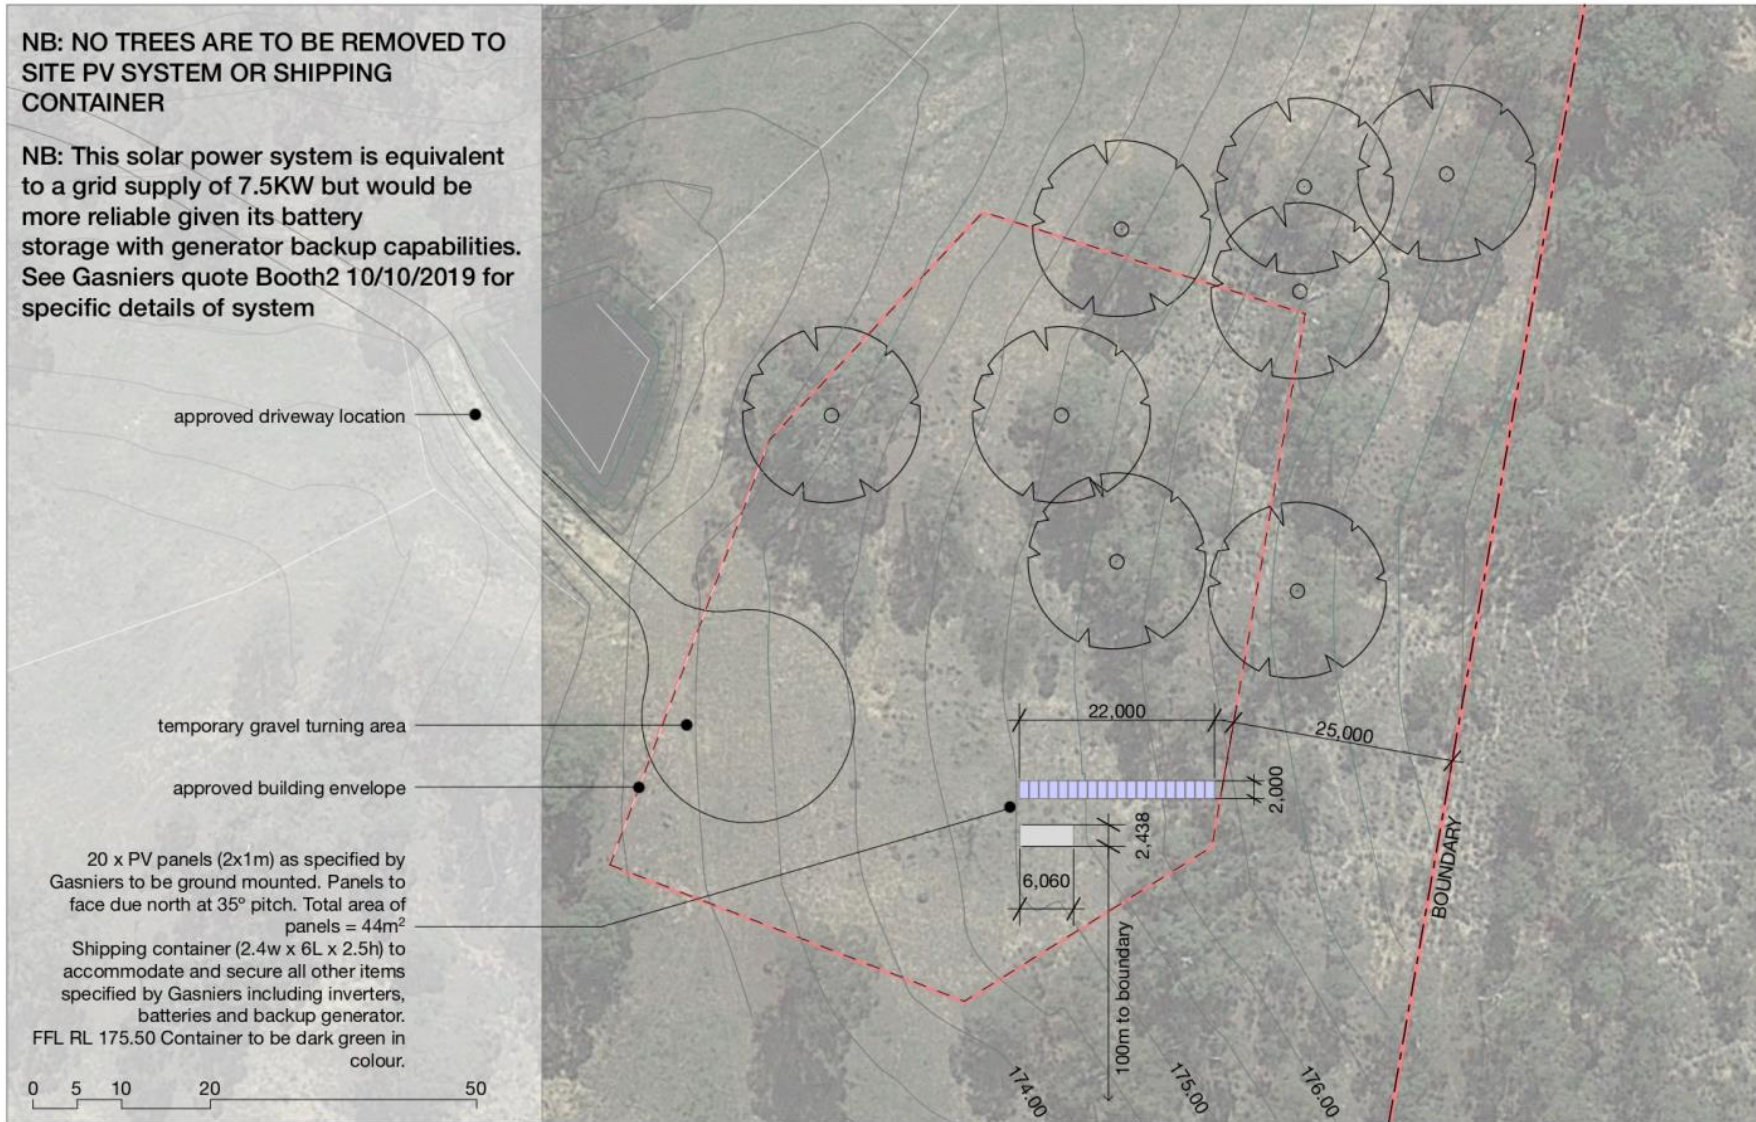 NB: NO TREES ARE TO BE REMOVED TO
SITE PV SYSTEM OR SHIPPING
CONTAINER
NB: This solar power system is equivalent
to a grid supply of 7.5KW but would be
more reliable given its battery
storage with generator backup capabilities.
See Gasniers quote Booth2 10/10/2019 for
specific details of system
approved driveway location
temporary gravel turning area
approved building envelope
20 x PV panels (2x1m) as specified by
Gasniers to be ground mounted. Panels to
face due north at 35º pitch. Total area of
panels = 44m²
Shipping container (2.4w x 6L x 2.5h) to
accommodate and secure all other items
specified by Gasniers including inverters,
batteries and backup generator.
FFL RL 175.50 Container to be dark green in
colour.
0 5 10 20 50
22,000
25,000
2,000
2,438
6,060
100m to boundary
BOUNDARY
174.00
175.00
176.00